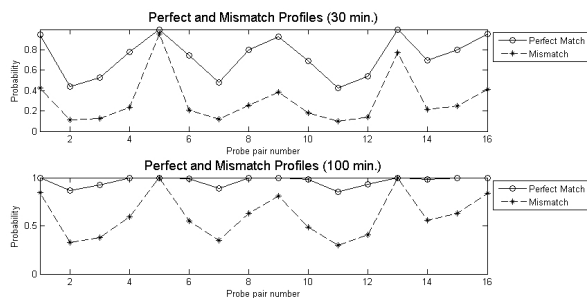 Perfect and Mismatch Profiles (30 min.)
0.8
0.6
0.4
0.2
0
Probability
2 4 6 8 10 12 14 16
Probe pair number
Perfect Match
Mismatch
Perfect and Mismatch Profiles (100 min.)
1
0.5
0
Probability
2 4 6 8 10 12 14 16
Probe pair number
Perfect Match
Mismatch